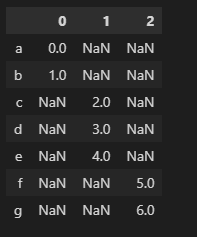 0 1 2
a 0.0 NaN NaN
b 1.0 NaN NaN
c NaN 2.0 NaN
d NaN 3.0 NaN
e NaN 4.0 NaN
f NaN NaN 5.0
g NaN NaN 6.0